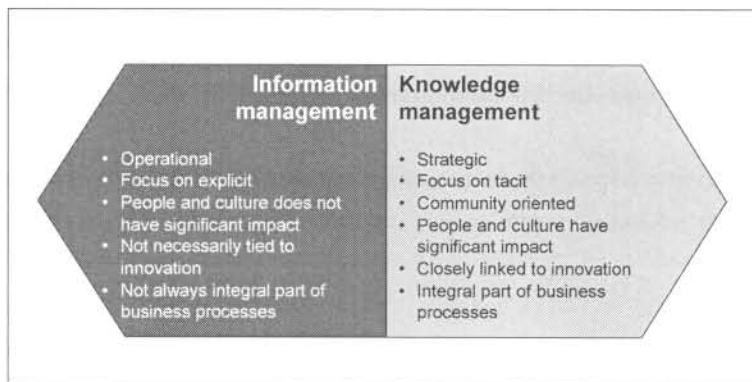 Information
management
• Operational
• Focus on explicit
• People and culture does not
have significant impact
• Not necessarily tied to
innovation
• Not always integral part of
business processes
Knowledge
management
• Strategic
• Focus on tacit
• Community oriented
• People and culture have
significant impact
• Closely linked to innovation
• Integral part of business
processes